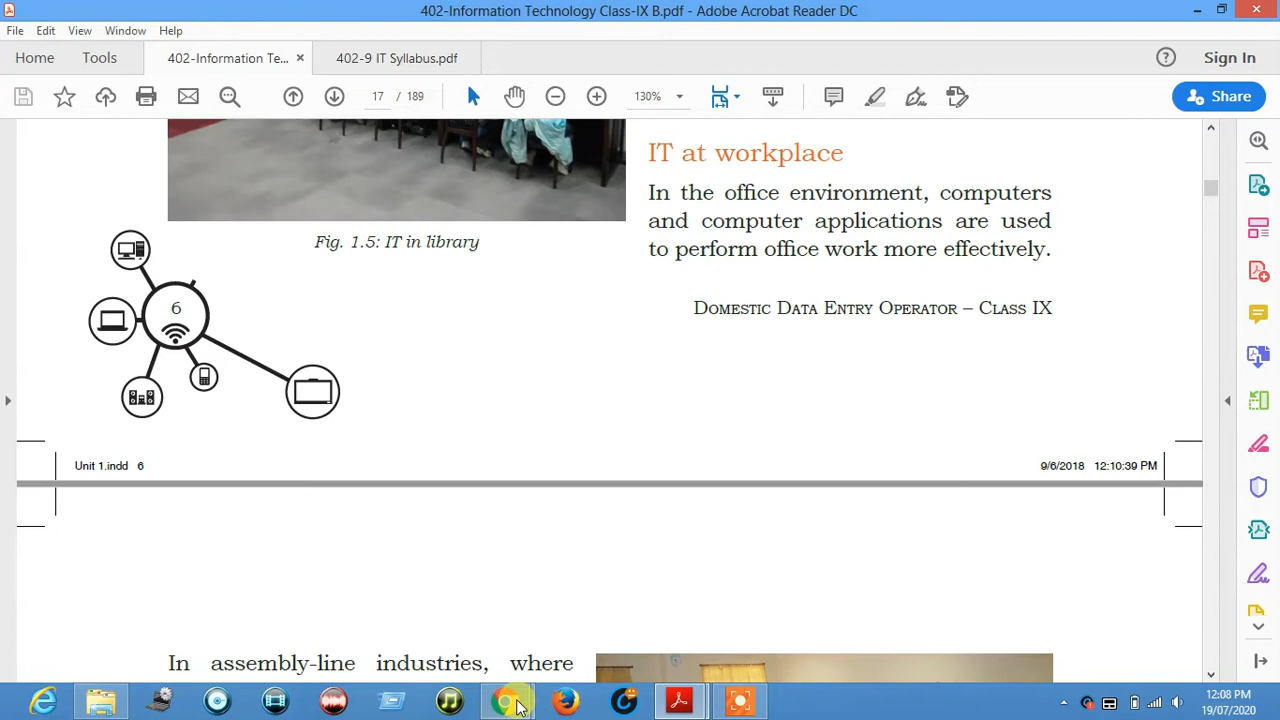 402-Information Technology Class-IX B.pdf - Adobe Acrobat Reader DC
File Edit View Window Help
Home Tools 402-Information Te... × 402-9 IT Syllabus.pdf ? Sign In
17 / 189 130% Share
IT at workplace
In the office environment, computers
and computer applications are used
to perform office work more effectively.
Fig. 1.5: IT in library
6
Domestic Data Entry Operator – Class IX
Unit 1.indd 6 9/6/2018 12:10:39 PM
In assembly-line industries, where
12:08 PM
19/07/2020